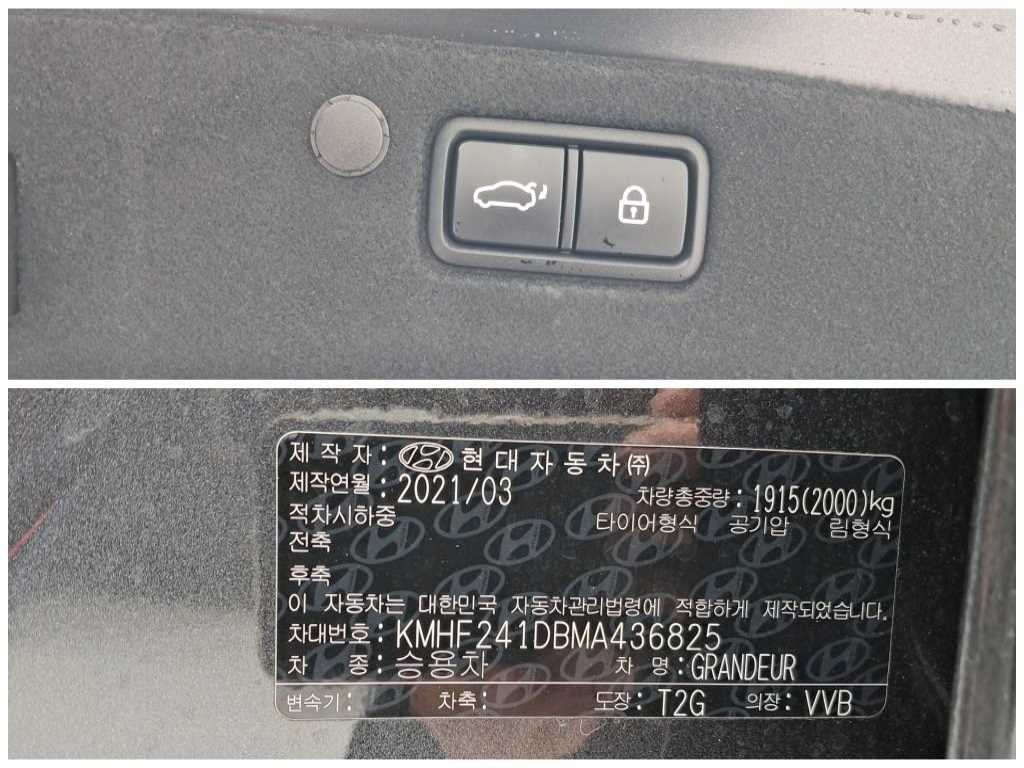 제작자: 현대자동차㈜
제작연월: 2021/03 차량총중량: 1915(2000)kg
적차시하중 타이어형식 공기압 림형식
전축
후축
이 자동차는 대한민국 자동차관리법령에 적합하게 제작되었습니다.
차대번호: KMHF241DBMA436825
차 종: 승용차 차 명: GRANDEUR
변속기: 차축: 도장: T2G 의장: VVB